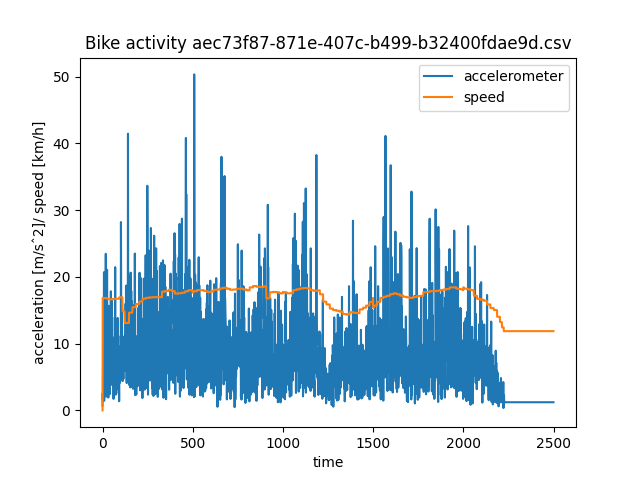 Bike activity aec73f87-871e-407c-b499-b32400fdae9d.csv
accelerometer
speed
acceleration [m/s^2]/ speed [km/h]
50
40
30
20
10
0
0 500 1000 1500 2000 2500
time